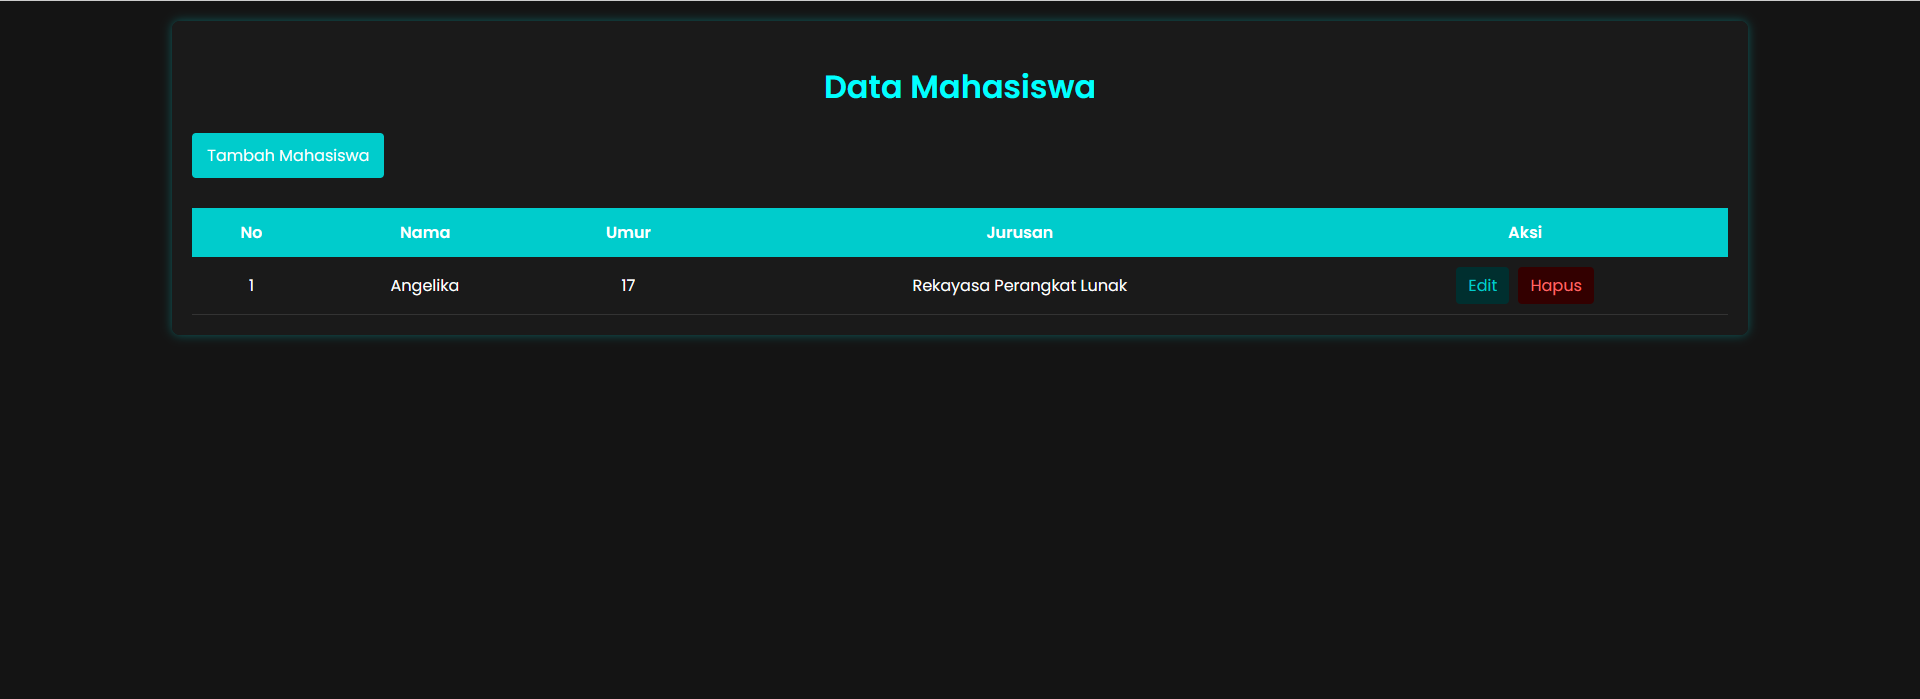 Data Mahasiswa
Tambah Mahasiswa
No Nama Umur Jurusan Aksi
1 Angelika 17 Rekayasa Perangkat Lunak Edit Hapus